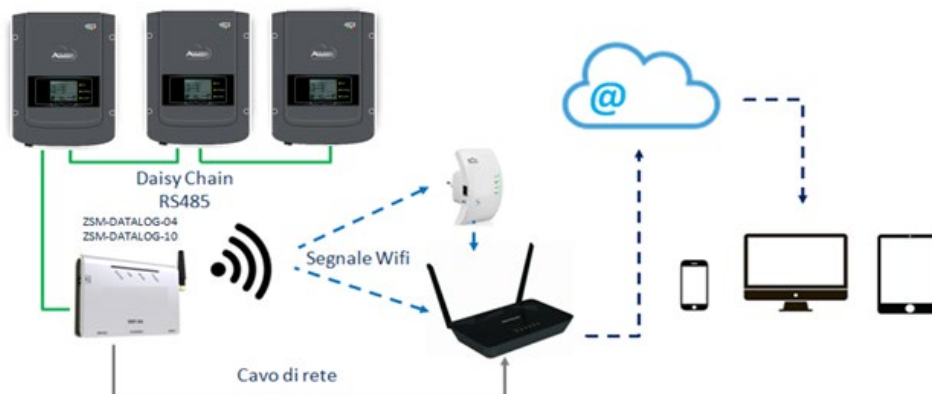 Daisy Chain
RS485
ZSM-DATALOG-04
ZSM-DATALOG-10
Segnale Wifi
Cavo di rete
@